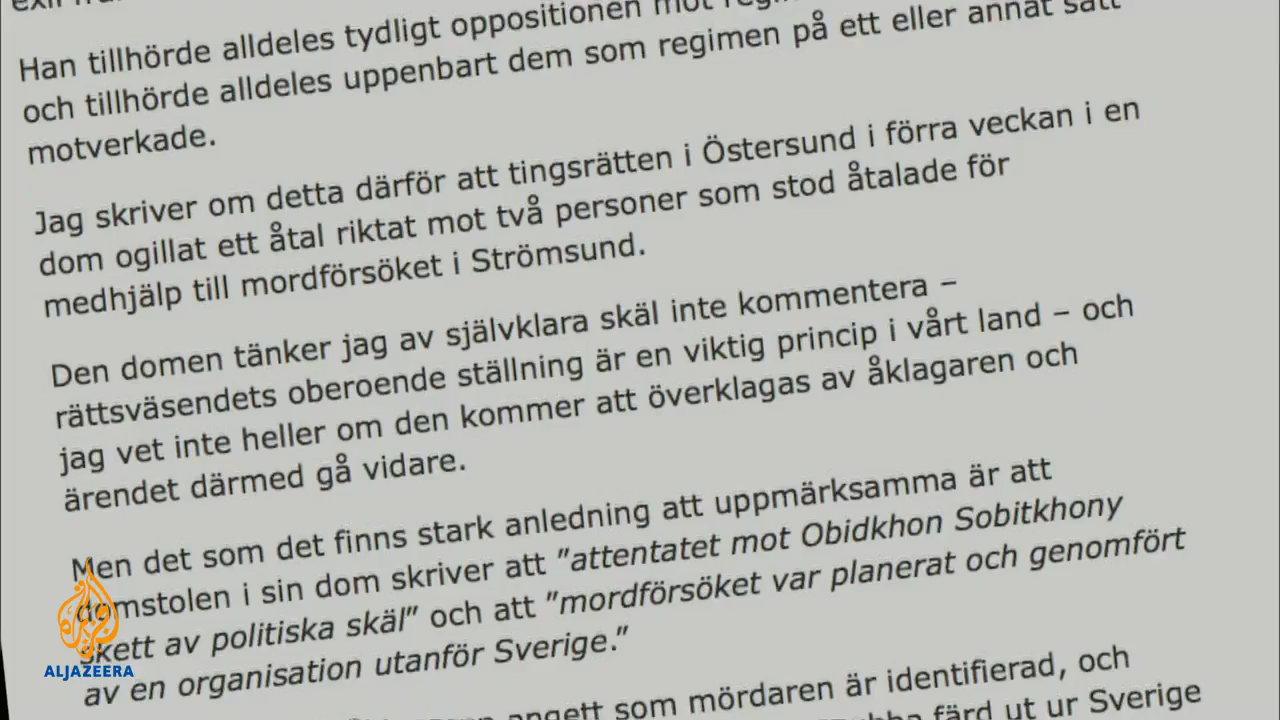 Han tillhörde alldeles tydligt oppositionen mot
och tillhörde alldeles uppenbart dem som regimen på ett eller annat sätt
motverkade.
Jag skriver om detta därför att tingsrätten i Östersund i förra veckan i en
dom ogillat ett åtal riktat mot två personer som stod åtalade för
medhjälp till mordförsöket i Strömsund.
Den domen tänker jag av självklara skäl inte kommentera –
rättsväsendets oberoende ställning är en viktig princip i vårt land – och
jag vet inte heller om den kommer att överklagas av åklagaren och
ärendet därmed gå vidare.
Men det som det finns stark anledning att uppmärksamma är att
domstolen i sin dom skriver att ”attentatet mot Obidkhon Sobitkhony
skett av politiska skäl” och att ”mordförsöket var planerat och genomfört
av en organisation utanför Sverige.”
angett som mördaren är identifierad, och
färd ut ur Sverige
ALJAZEERA